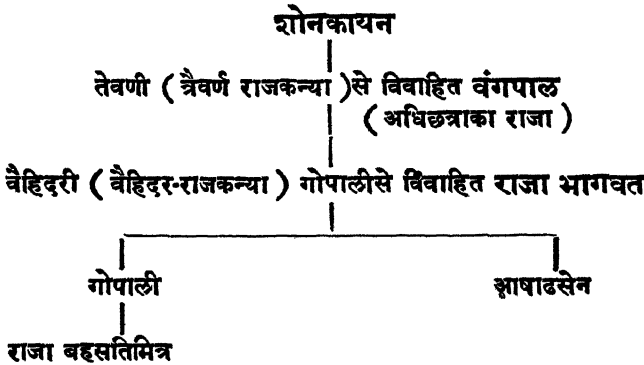 शोनकायन
तेवणी ( त्रैवर्ण राजकन्या )से विवाहित वंगपाल
( अधिछत्राका राजा )
वैहिदरी ( वैहिदर-राजकन्या ) गोपालीसे विवाहित राजा भागवत
गोपाली आषाढसेन
राजा बहसतिमित्र